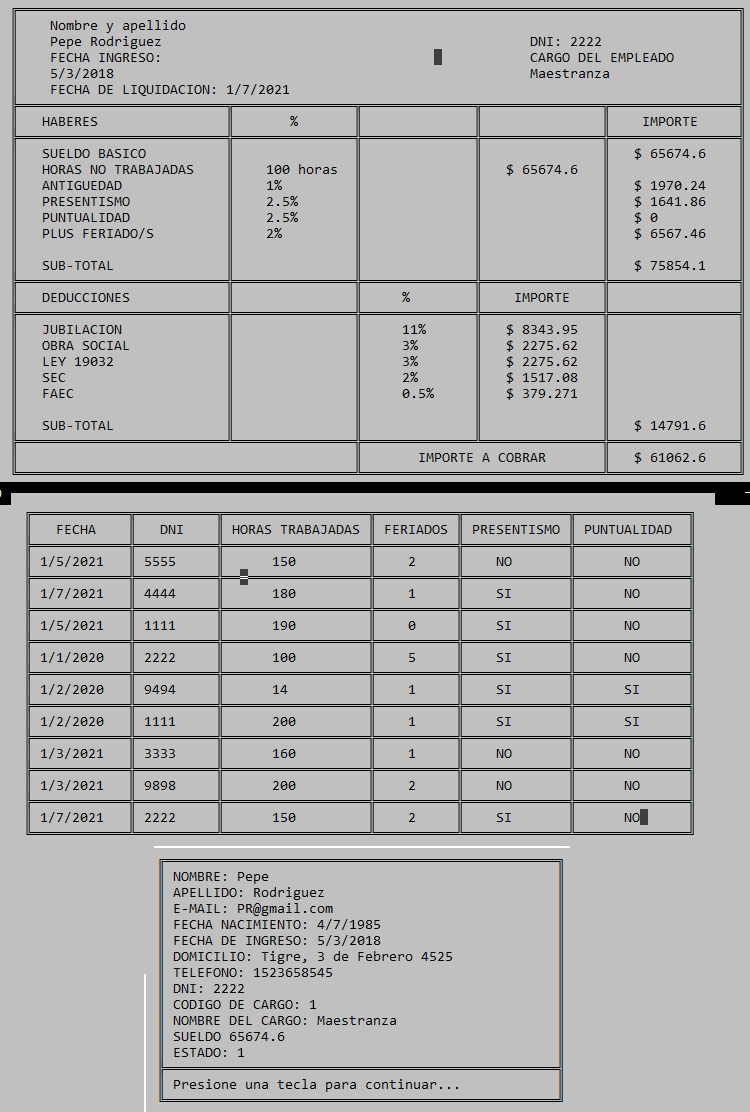 Nombre y apellido
Pepe Rodriguez DNI: 2222
FECHA INGRESO: CARGO DEL EMPLEADO
5/3/2018 Maestranza
FECHA DE LIQUIDACION: 1/7/2021
HABERES % IMPORTE
SUELDO BASICO $ 65674.6
HORAS NO TRABAJADAS 100 horas $ 65674.6
ANTIGUEDAD 1% $ 1970.24
PRESENTISMO 2.5% $ 1641.86
PUNTUALIDAD 2.5% $ 0
PLUS FERIADO/S 2% $ 6567.46
SUB-TOTAL $ 75854.1
DEDUCCIONES % IMPORTE
JUBILACION 11% $ 8343.95
OBRA SOCIAL 3% $ 2275.62
LEY 19032 3% $ 2275.62
SEC 2% $ 1517.08
FAEC 0.5% $ 379.271
SUB-TOTAL $ 14791.6
IMPORTE A COBRAR $ 61062.6
FECHA DNI HORAS TRABAJADAS FERIADOS PRESENTISMO PUNTUALIDAD
1/5/2021 5555 150 2 NO NO
1/7/2021 4444 180 1 SI NO
1/5/2021 1111 190 0 SI NO
1/1/2020 2222 100 5 SI NO
1/2/2020 9494 14 1 SI SI
1/2/2020 1111 200 1 SI SI
1/3/2021 3333 160 1 NO NO
1/3/2021 9898 200 2 NO NO
1/7/2021 2222 150 2 SI NO
NOMBRE: Pepe
APELLIDO: Rodriguez
E-MAIL: PR@gmail.com
FECHA NACIMIENTO: 4/7/1985
FECHA DE INGRESO: 5/3/2018
DOMICILIO: Tigre, 3 de Febrero 4525
TELEFONO: 1523658545
DNI: 2222
CODIGO DE CARGO: 1
NOMBRE DEL CARGO: Maestranza
SUELDO 65674.6
ESTADO: 1
Presione una tecla para continuar...